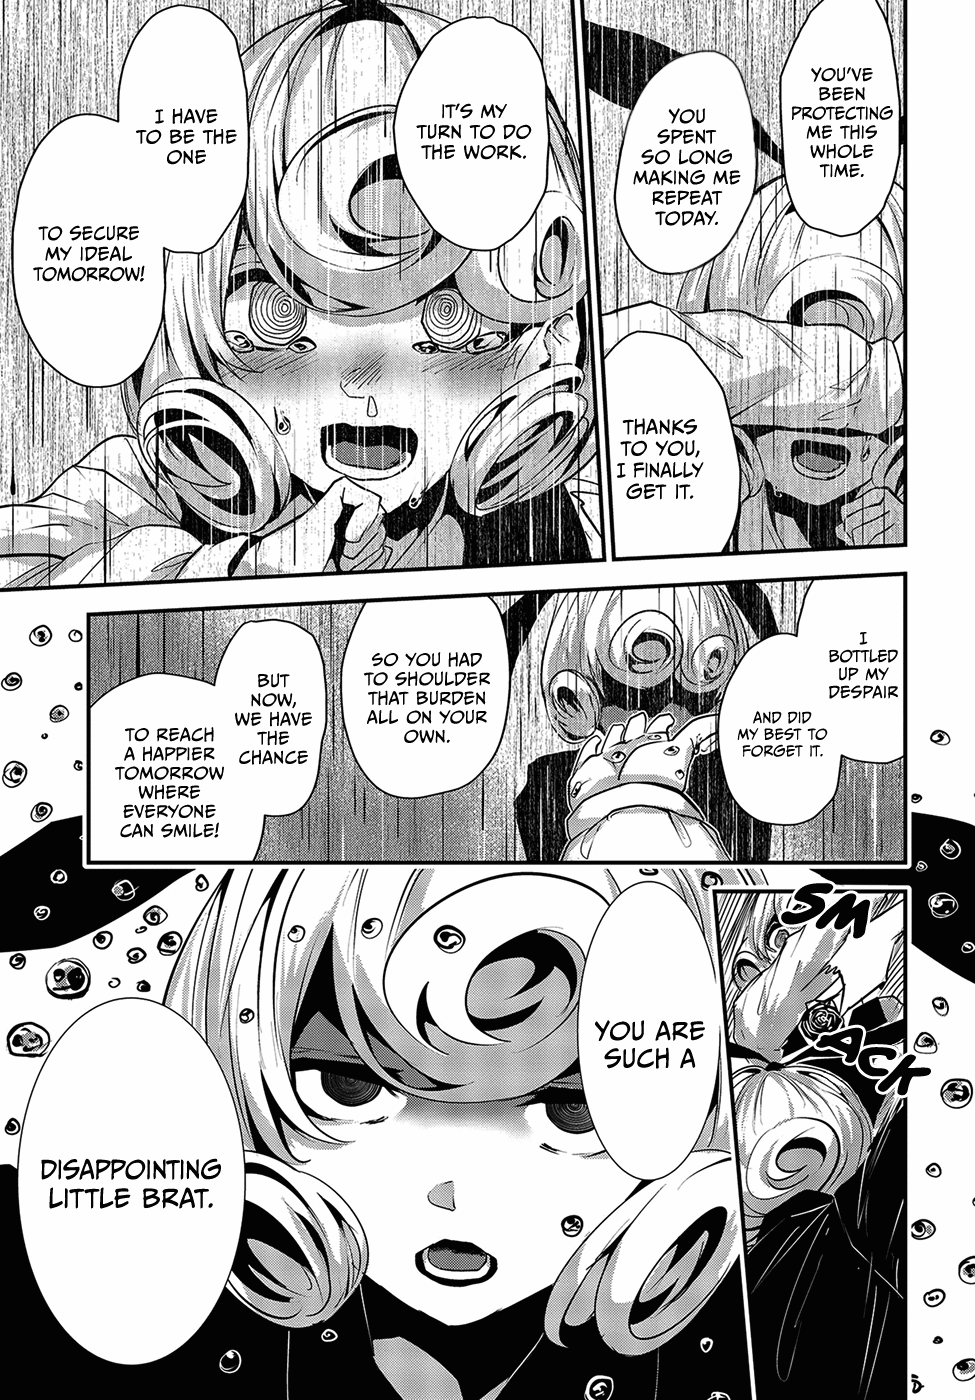 YOU'VE
BEEN
PROTECTING
ME THIS
WHOLE
TIME.
YOU
SPENT
SO LONG
MAKING ME
REPEAT
TODAY.
THANKS
TO YOU,
I FINALLY
GET IT.
IT'S MY
TURN TO DO
THE WORK.
I HAVE
TO BE THE
ONE
TO SECURE
MY IDEAL
TOMORROW!
I
BOTTLED
UP MY
DESPAIR
AND DID
MY BEST TO
FORGET IT.
SO YOU HAD
TO SHOULDER
THAT BURDEN
ALL ON YOUR
OWN.
BUT
NOW,
WE HAVE
THE
CHANCE
TO REACH
A HAPPIER
TOMORROW
WHERE
EVERYONE
CAN SMILE!
SM
ACK
YOU ARE
SUCH A
DISAPPOINTING
LITTLE BRAT.